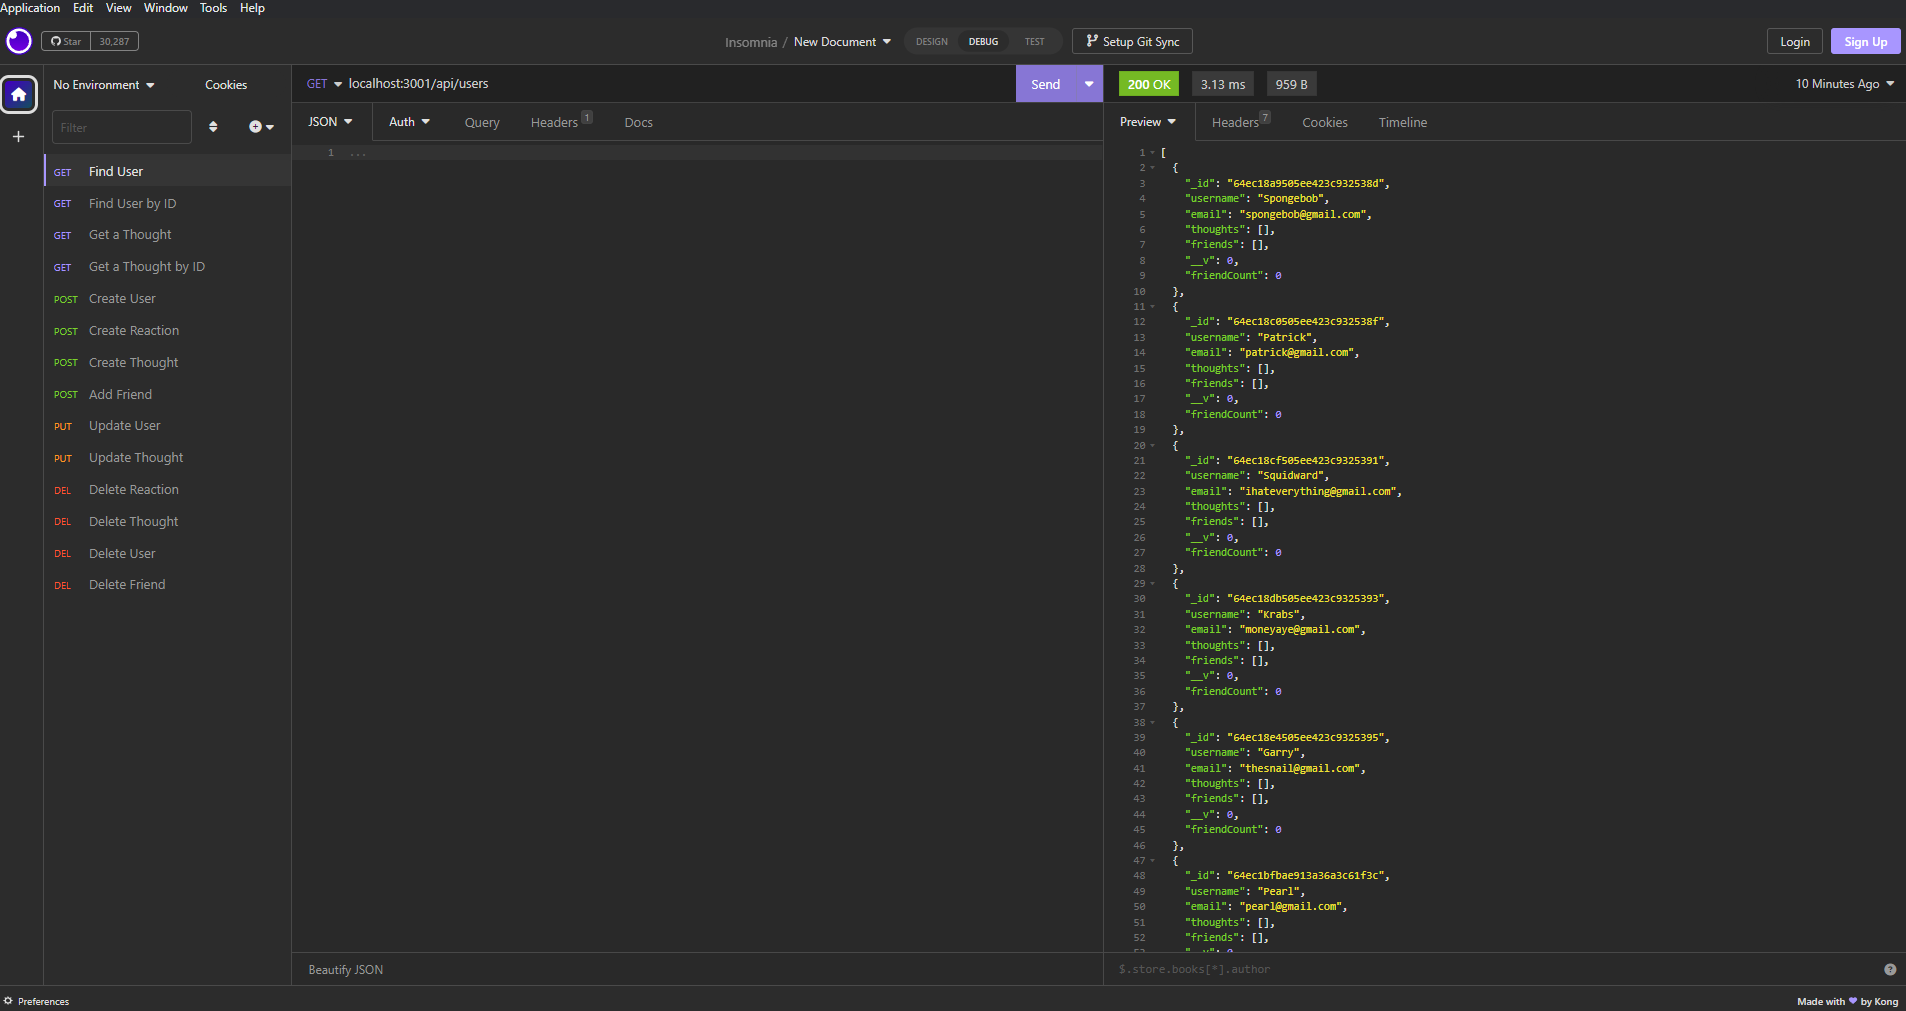 Application Edit View Window Tools Help
Star 30,287
Insomnia / New Document
DESIGN DEBUG TEST
Setup Git Sync
Login Sign Up
No Environment Cookies
Filter
GET Find User
GET Find User by ID
GET Get a Thought
GET Get a Thought by ID
POST Create User
POST Create Reaction
POST Create Thought
POST Add Friend
PUT Update User
PUT Update Thought
DEL Delete Reaction
DEL Delete Thought
DEL Delete User
DEL Delete Friend
GET localhost:3001/api/users Send
JSON Auth Query Headers 1 Docs
1 ...
Beautify JSON
200 OK 3.13 ms 959 B 10 Minutes Ago
Preview Headers 7 Cookies Timeline
1 [
2 {
3 "_id": "64ec18a9505ee423c932538d",
4 "username": "Spongebob",
5 "email": "spongebob@gmail.com",
6 "thoughts": [],
7 "friends": [],
8 "__v": 0,
9 "friendCount": 0
10 },
11 {
12 "_id": "64ec18c0505ee423c932538f",
13 "username": "Patrick",
14 "email": "patrick@gmail.com",
15 "thoughts": [],
16 "friends": [],
17 "__v": 0,
18 "friendCount": 0
19 },
20 {
21 "_id": "64ec18cf505ee423c9325391",
22 "username": "Squidward",
23 "email": "ihateverything@gmail.com",
24 "thoughts": [],
25 "friends": [],
26 "__v": 0,
27 "friendCount": 0
28 },
29 {
30 "_id": "64ec18db505ee423c9325393",
31 "username": "Krabs",
32 "email": "moneyaye@gmail.com",
33 "thoughts": [],
34 "friends": [],
35 "__v": 0,
36 "friendCount": 0
37 },
38 {
39 "_id": "64ec18e4505ee423c9325395",
40 "username": "Garry",
41 "email": "thesnail@gmail.com",
42 "thoughts": [],
43 "friends": [],
44 "__v": 0,
45 "friendCount": 0
46 },
47 {
48 "_id": "64ec1bfbae913a36a3c61f3c",
49 "username": "Pearl",
50 "email": "pearl@gmail.com",
51 "thoughts": [],
52 "friends": [],
$.store.books[*].author
Preferences
Made with by Kong